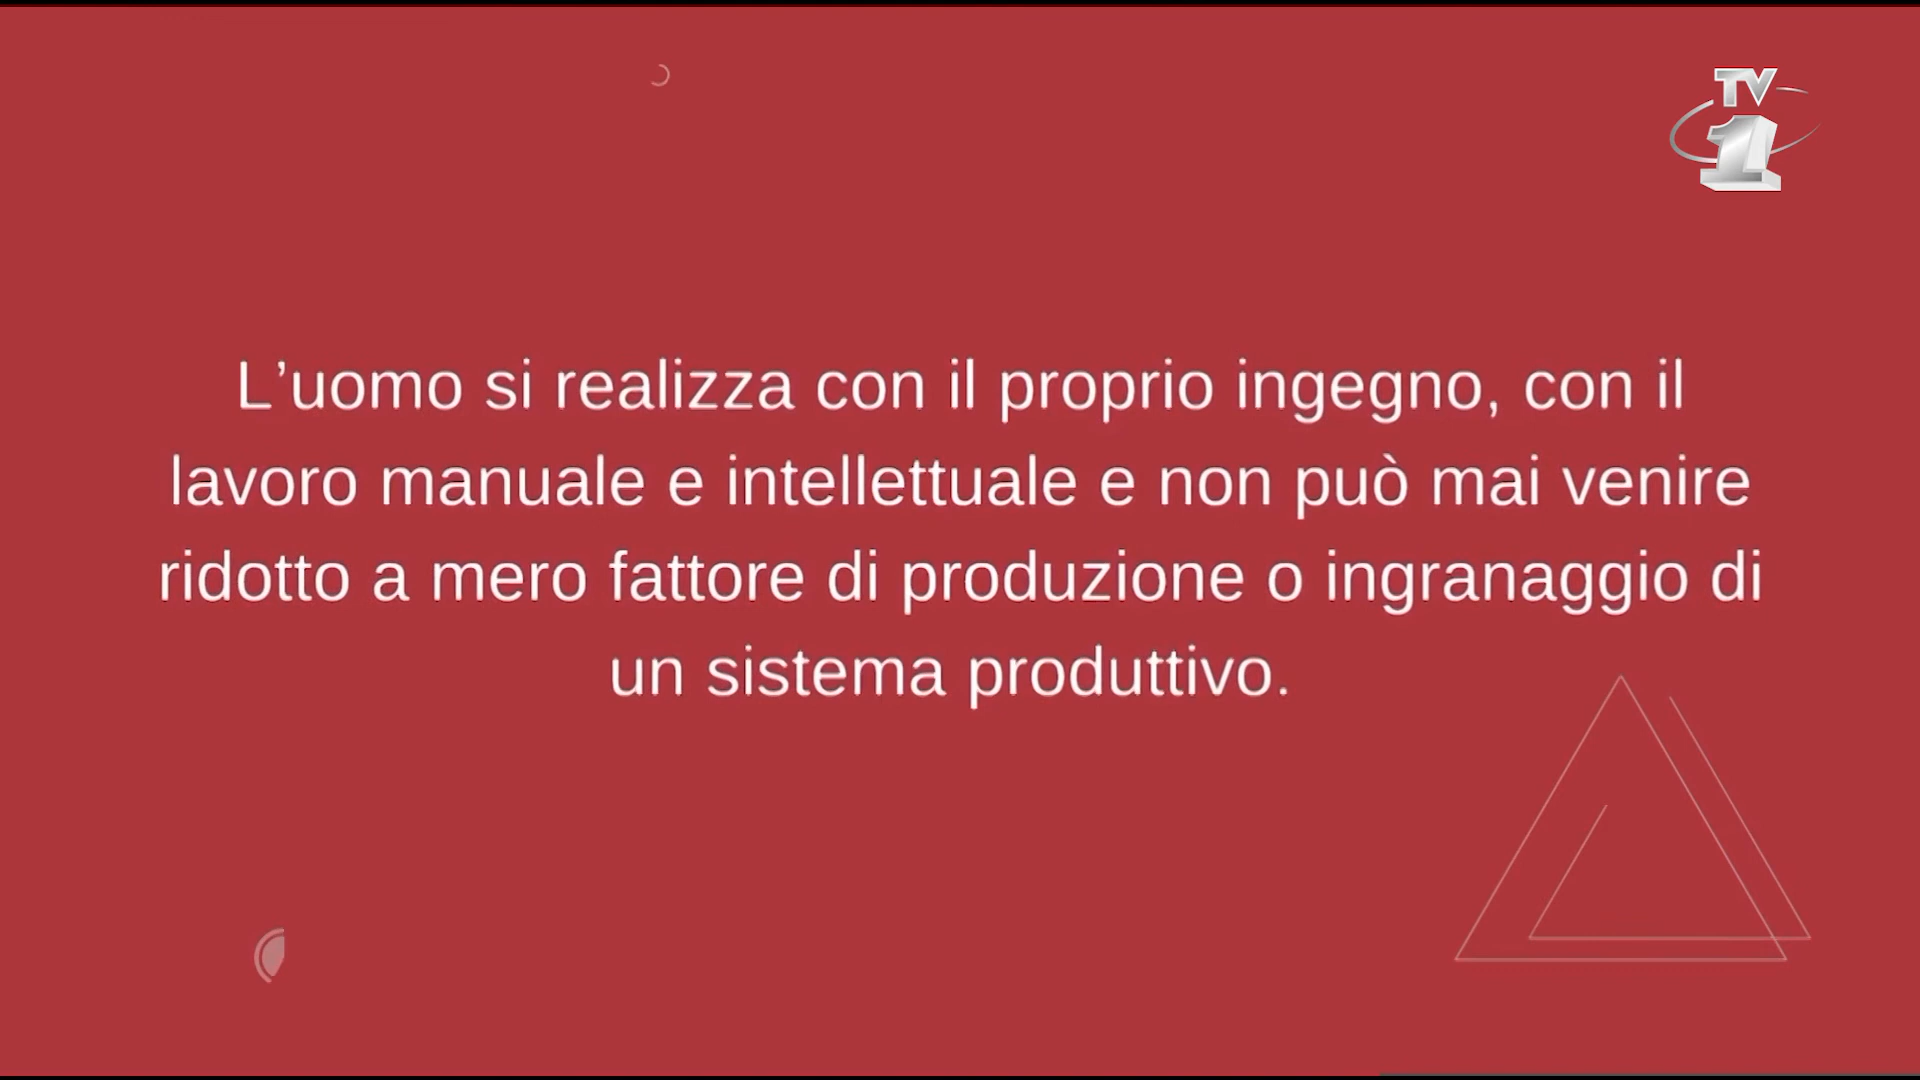 TV
1
L’uomo si realizza con il proprio ingegno, con il
lavoro manuale e intellettuale e non può mai venire
ridotto a mero fattore di produzione o ingranaggio di
un sistema produttivo.